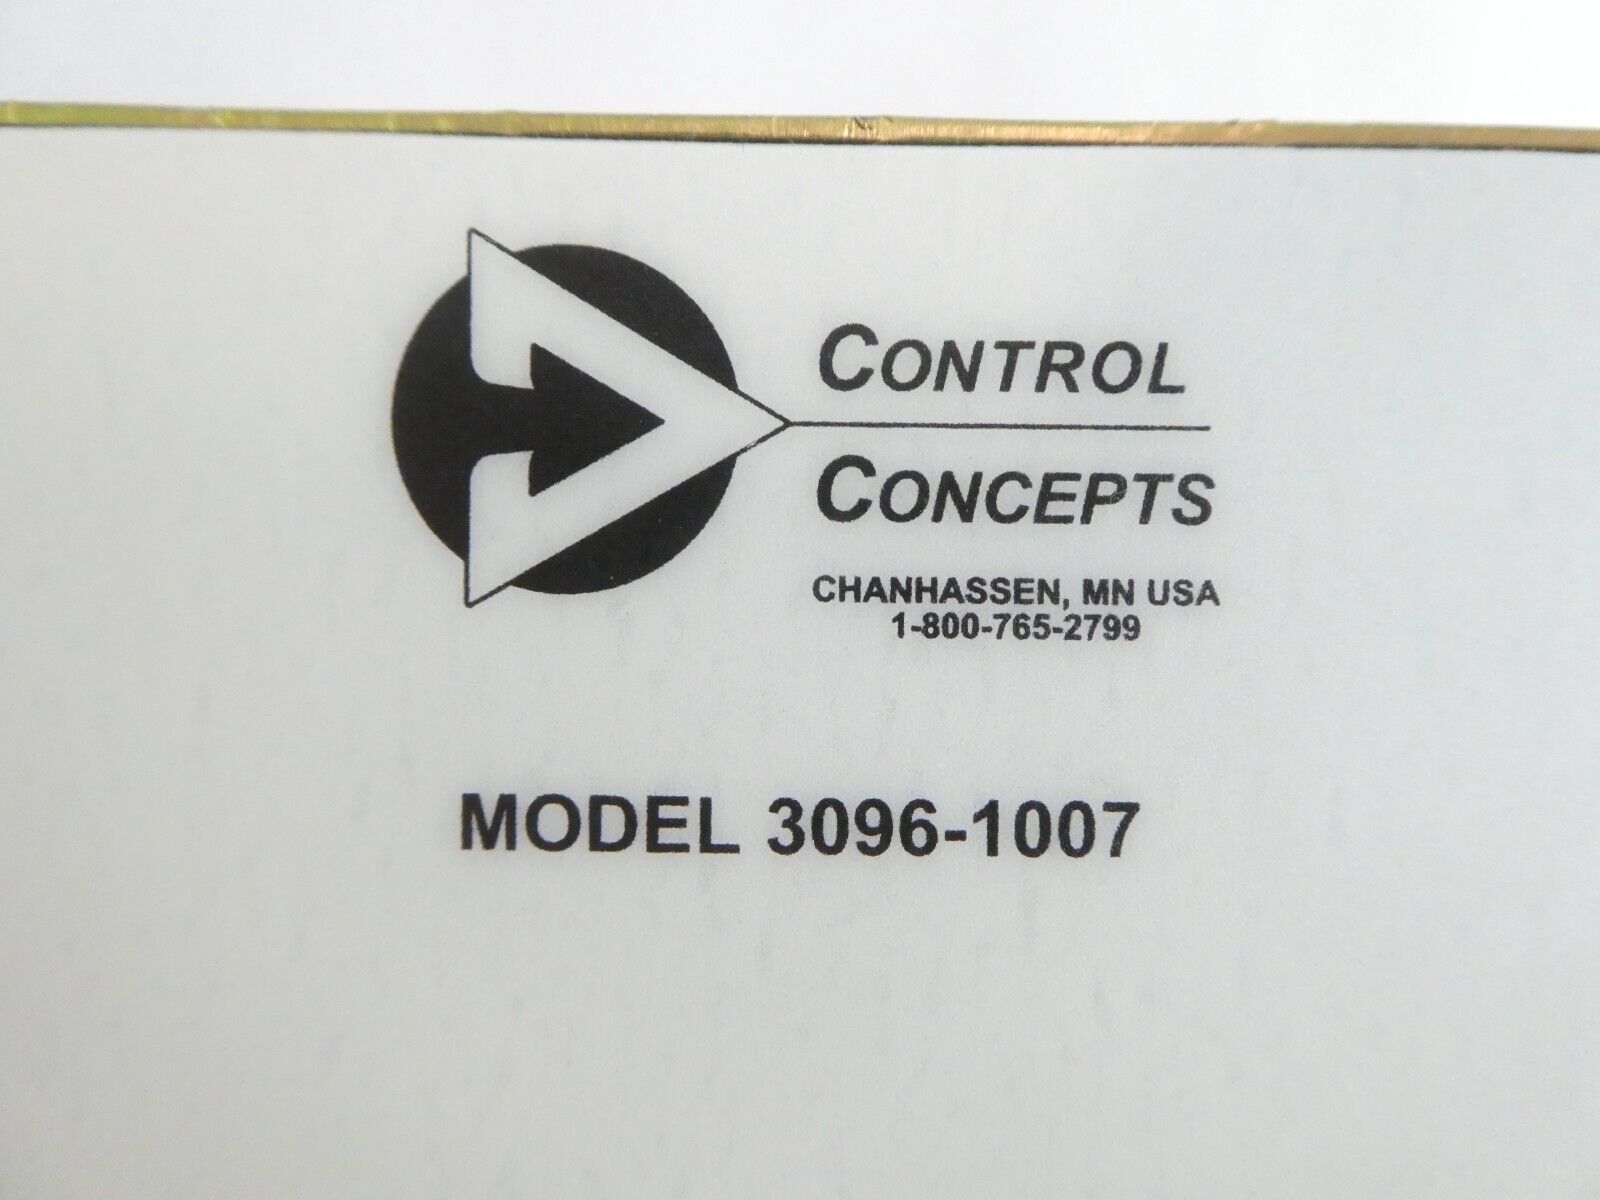 CONTROL
CONCEPTS
CHANHASSEN, MN USA
1-800-765-2799
MODEL 3096-1007